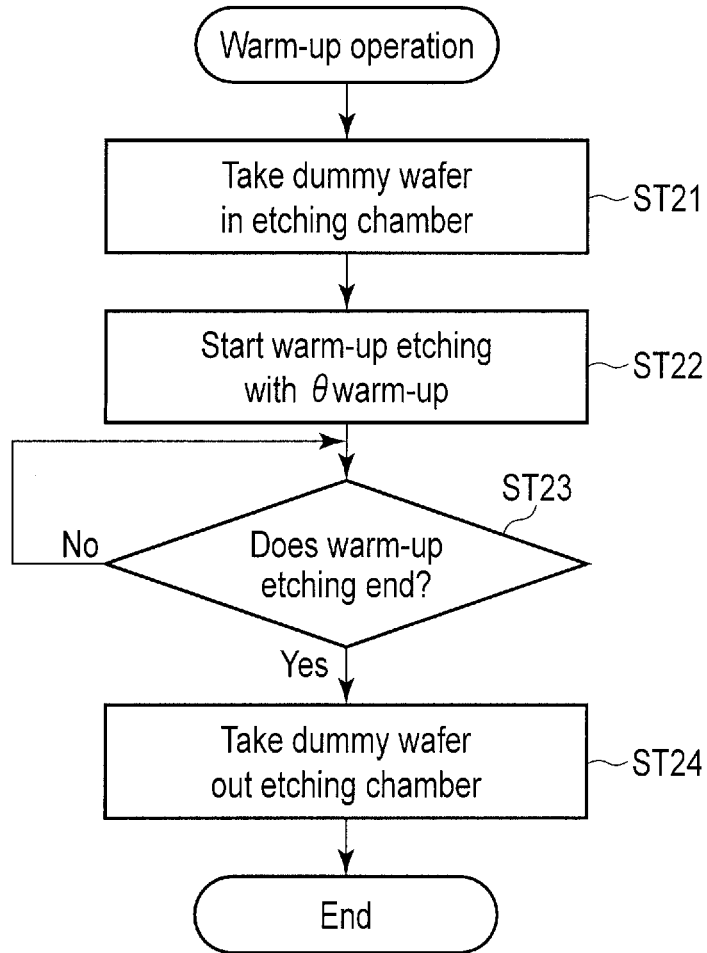 Warm-up operation
Take dummy wafer
in etching chamber
ST21
Start warm-up etching
with θwarm-up
ST22
ST23
No
Does warm-up
etching end?
Yes
Take dummy wafer
out etching chamber
ST24
End